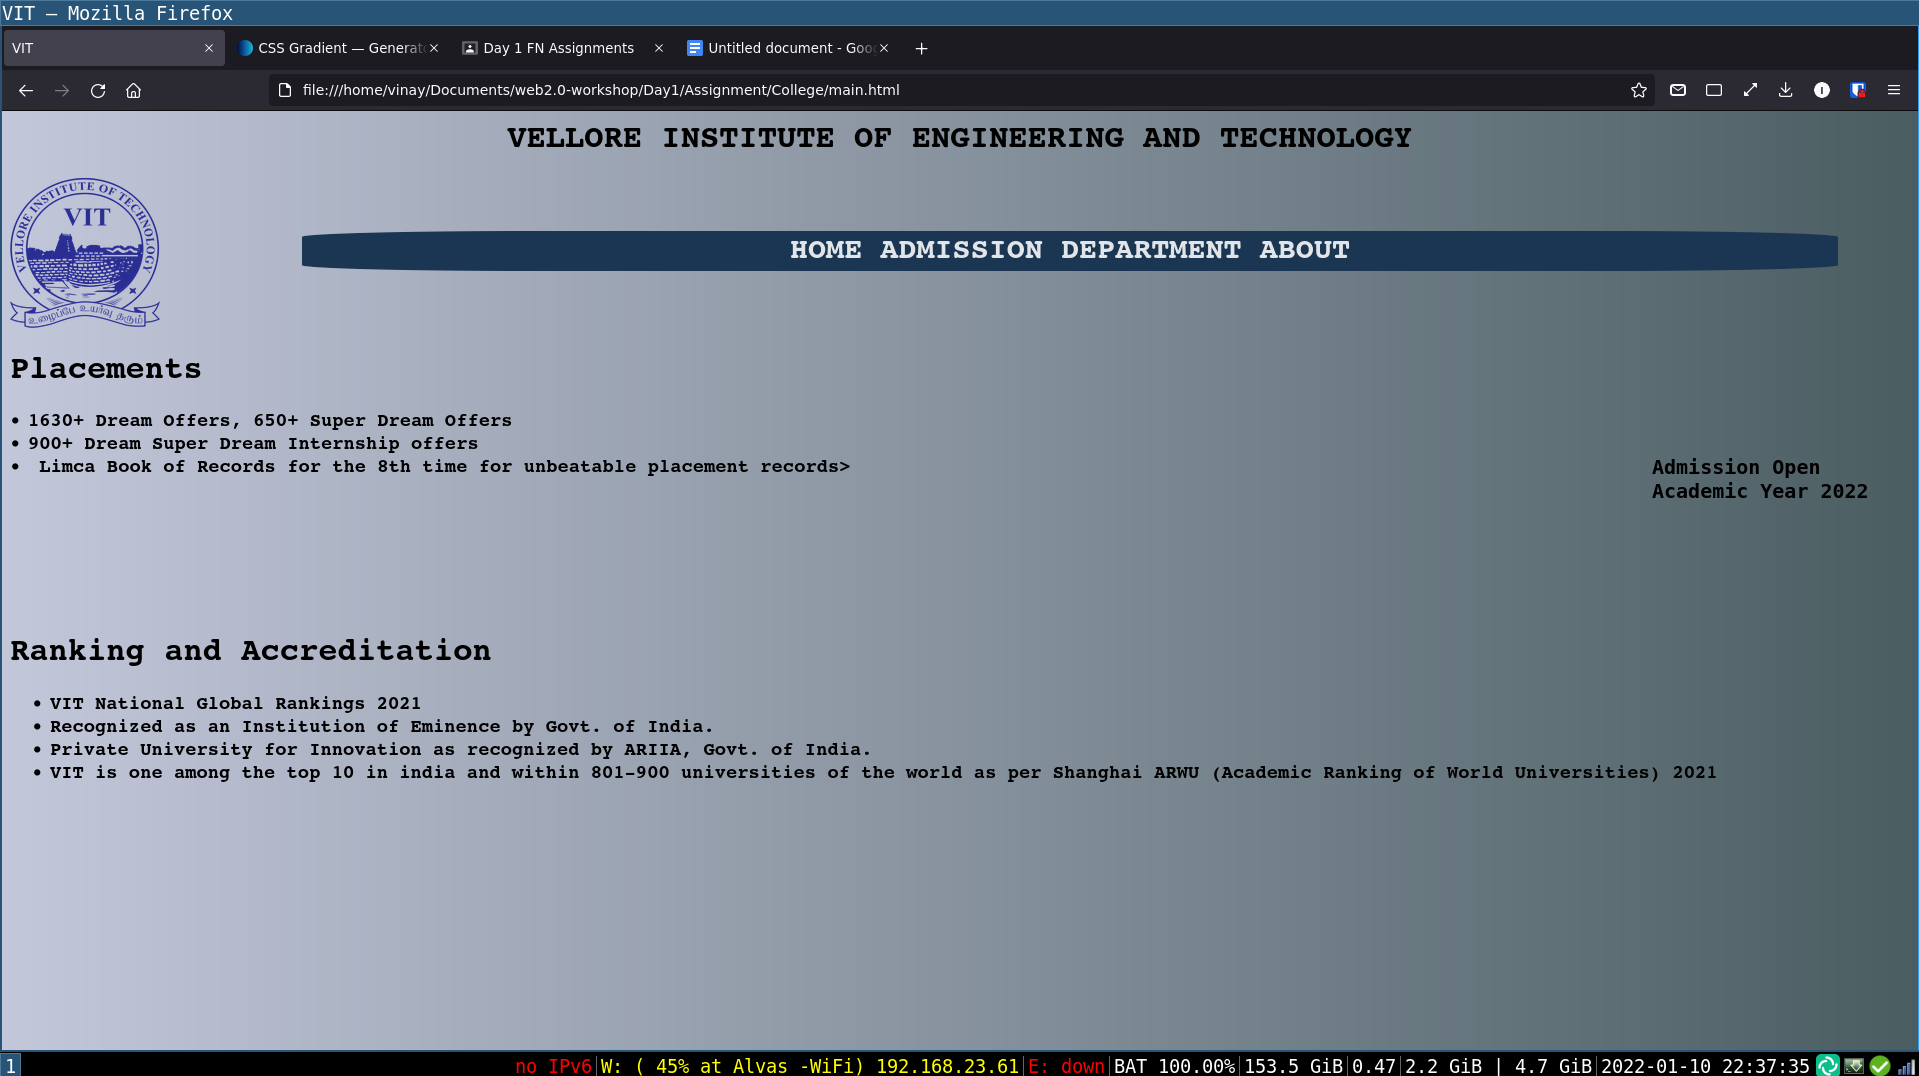 VIT — Mozilla Firefox
VIT
CSS Gradient — Generat
Day 1 FN Assignments
Untitled document - Goo
file:///home/vinay/Documents/web2.0-workshop/Day1/Assignment/College/main.html
VELLORE INSTITUTE OF ENGINEERING AND TECHNOLOGY
VELLORE INSTITUTE OF TECHNOLOGY
VIT
உழைப்பே உயர்வு தரும்
HOME ADMISSION DEPARTMENT ABOUT
Placements
• 1630+ Dream Offers, 650+ Super Dream Offers
• 900+ Dream Super Dream Internship offers
• Limca Book of Records for the 8th time for unbeatable placement records>
Admission Open
Academic Year 2022
Ranking and Accreditation
• VIT National Global Rankings 2021
• Recognized as an Institution of Eminence by Govt. of India.
• Private University for Innovation as recognized by ARIIA, Govt. of India.
• VIT is one among the top 10 in india and within 801-900 universities of the world as per Shanghai ARWU (Academic Ranking of World Universities) 2021
1
no IPv6|W: ( 45% at Alvas -WiFi) 192.168.23.61|E: down|BAT 100.00%|153.5 GiB|0.47|2.2 GiB | 4.7 GiB|2022-01-10 22:37:35